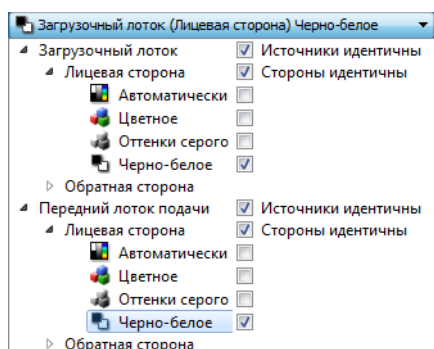 Загрузочный лоток (Лицевая сторона) Черно-белое
Загрузочный лоток Источники идентичны
Лицевая сторона Стороны идентичны
Автоматически
Цветное
Оттенки серого
Черно-белое
Обратная сторона
Передний лоток подачи Источники идентичны
Лицевая сторона Стороны идентичны
Автоматически
Цветное
Оттенки серого
Черно-белое
Обратная сторона